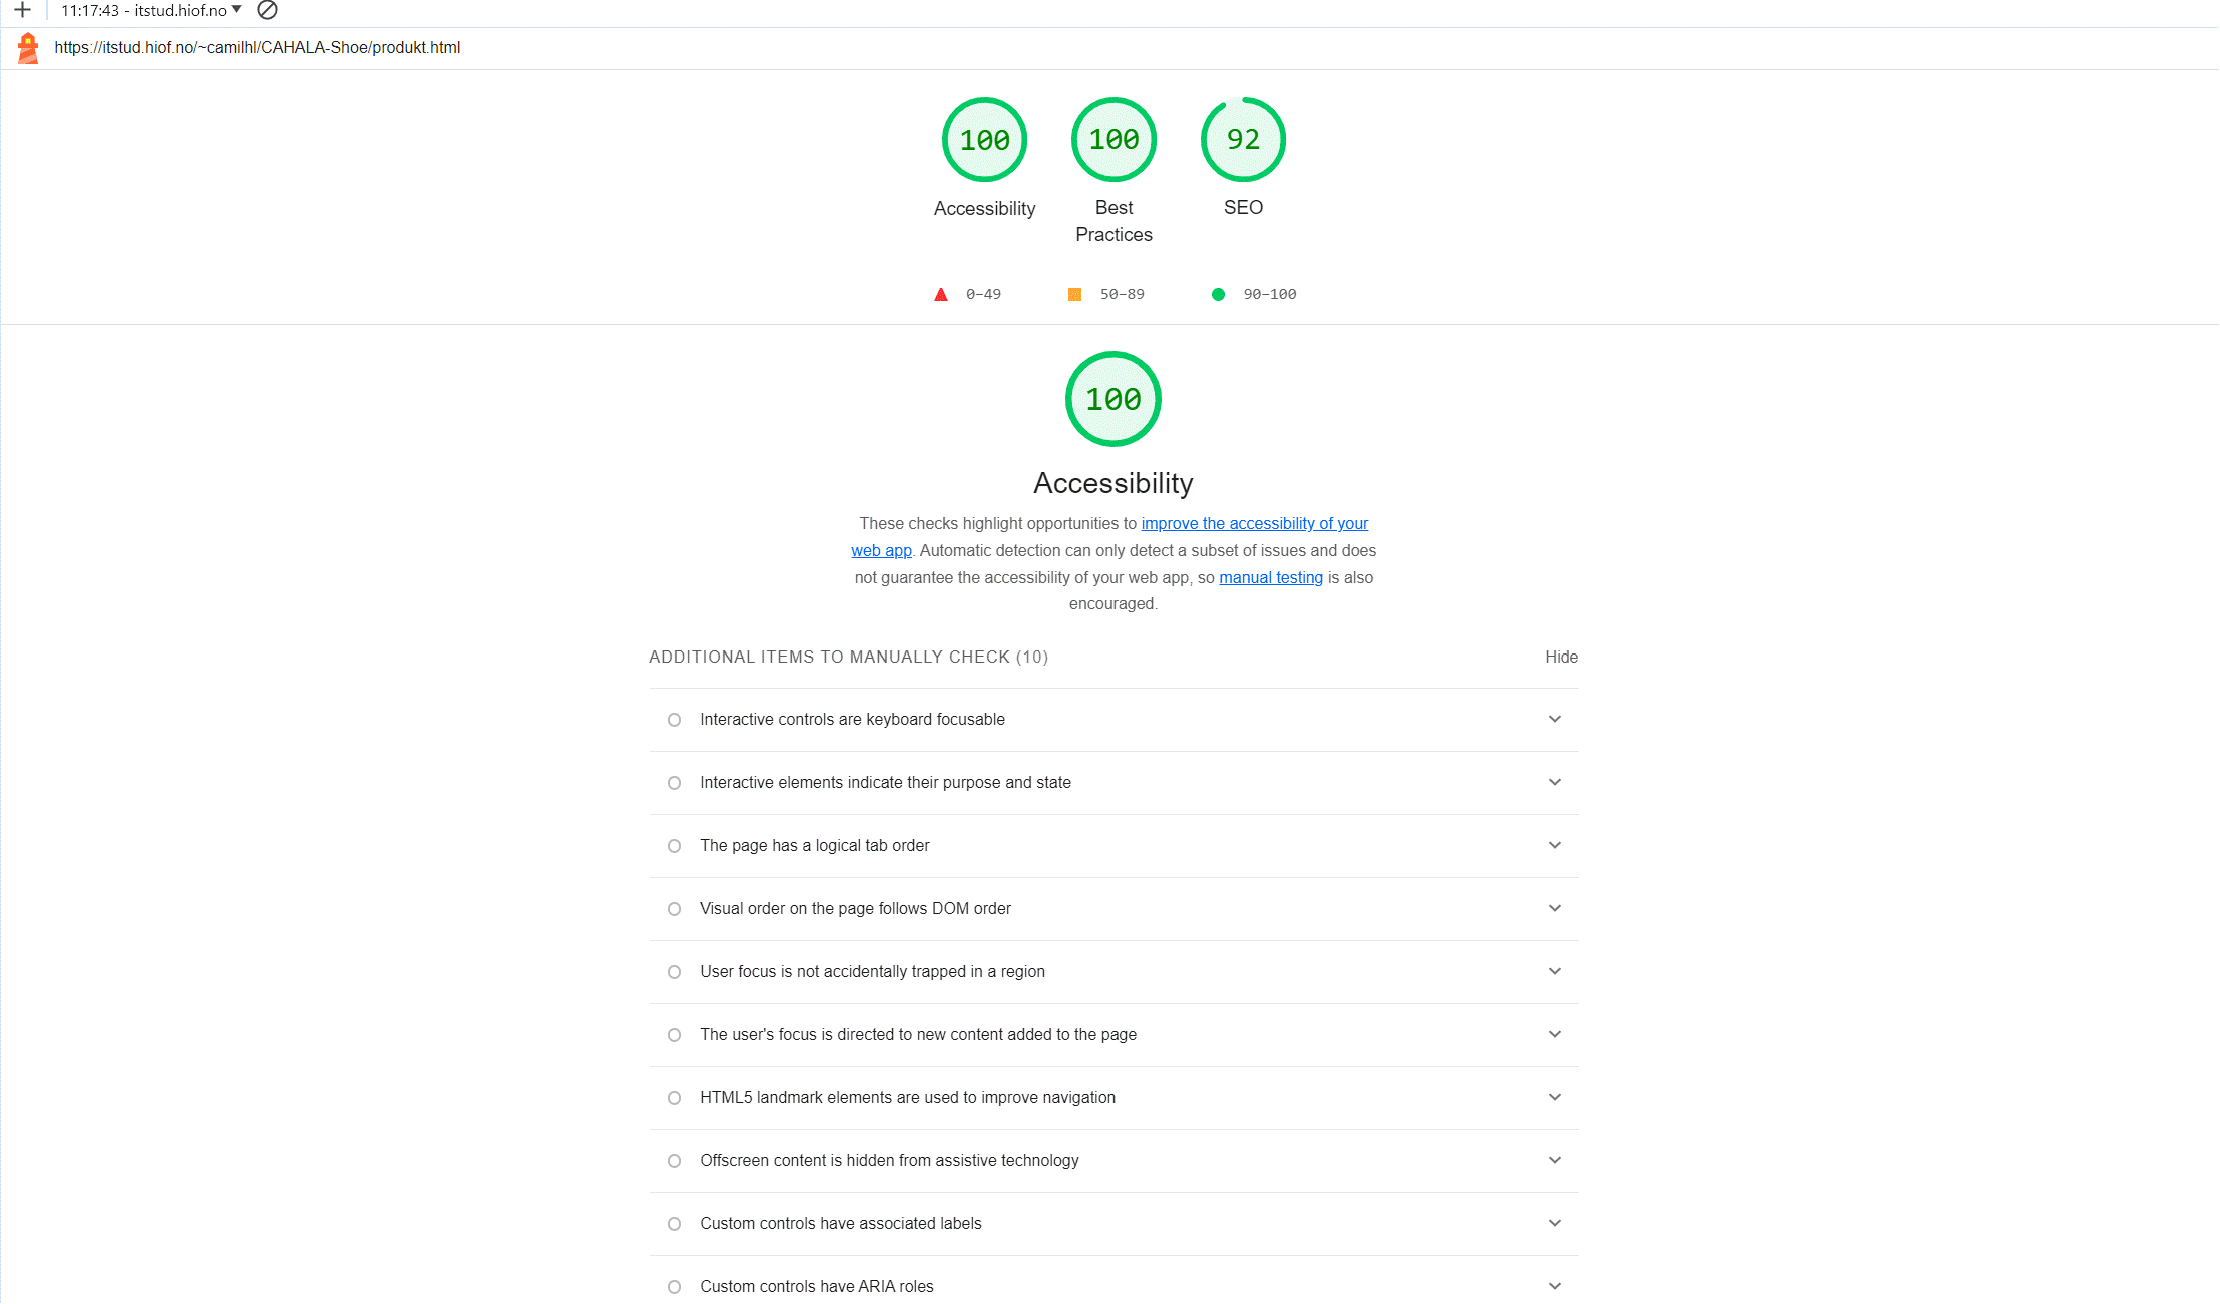 11:17:43 - itstud.hiof.no
https://itstud.hiof.no/~camilhl/CAHALA-Shoe/produkt.html
100 100 92
Accessibility Best Practices SEO
0–49 50–89 90–100
100
Accessibility
These checks highlight opportunities to improve the accessibility of your
web app. Automatic detection can only detect a subset of issues and does
not guarantee the accessibility of your web app, so manual testing is also
encouraged.
ADDITIONAL ITEMS TO MANUALLY CHECK (10) Hide
Interactive controls are keyboard focusable
Interactive elements indicate their purpose and state
The page has a logical tab order
Visual order on the page follows DOM order
User focus is not accidentally trapped in a region
The user's focus is directed to new content added to the page
HTML5 landmark elements are used to improve navigation
Offscreen content is hidden from assistive technology
Custom controls have associated labels
Custom controls have ARIA roles